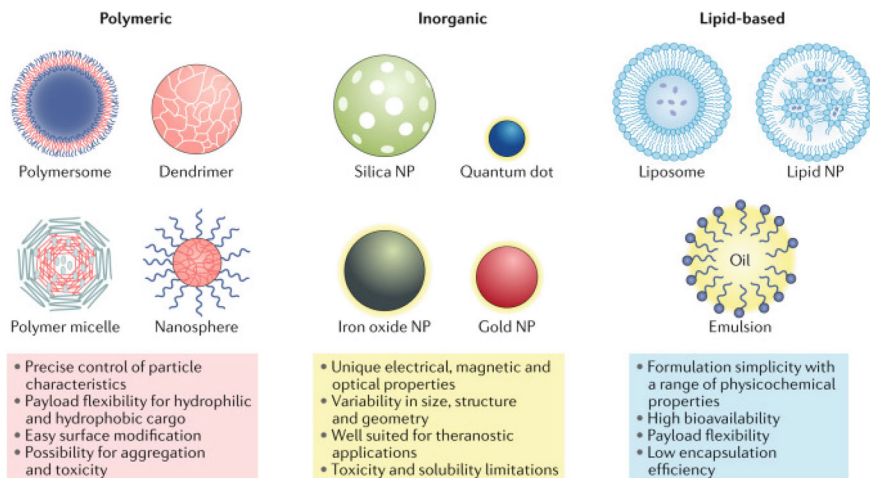 Polymeric
Inorganic
Lipid-based
Polymersome
Dendrimer
Silica NP
Quantum dot
Liposome
Lipid NP
Polymer micelle
Nanosphere
Iron oxide NP
Gold NP
Oil
Emulsion
• Precise control of particle
characteristics
• Payload flexibility for hydrophilic
and hydrophobic cargo
• Easy surface modification
• Possibility for aggregation
and toxicity
• Unique electrical, magnetic and
optical properties
• Variability in size, structure
and geometry
• Well suited for theranostic
applications
• Toxicity and solubility limitations
• Formulation simplicity with
a range of physicochemical
properties
• High bioavailability
• Payload flexibility
• Low encapsulation
efficiency